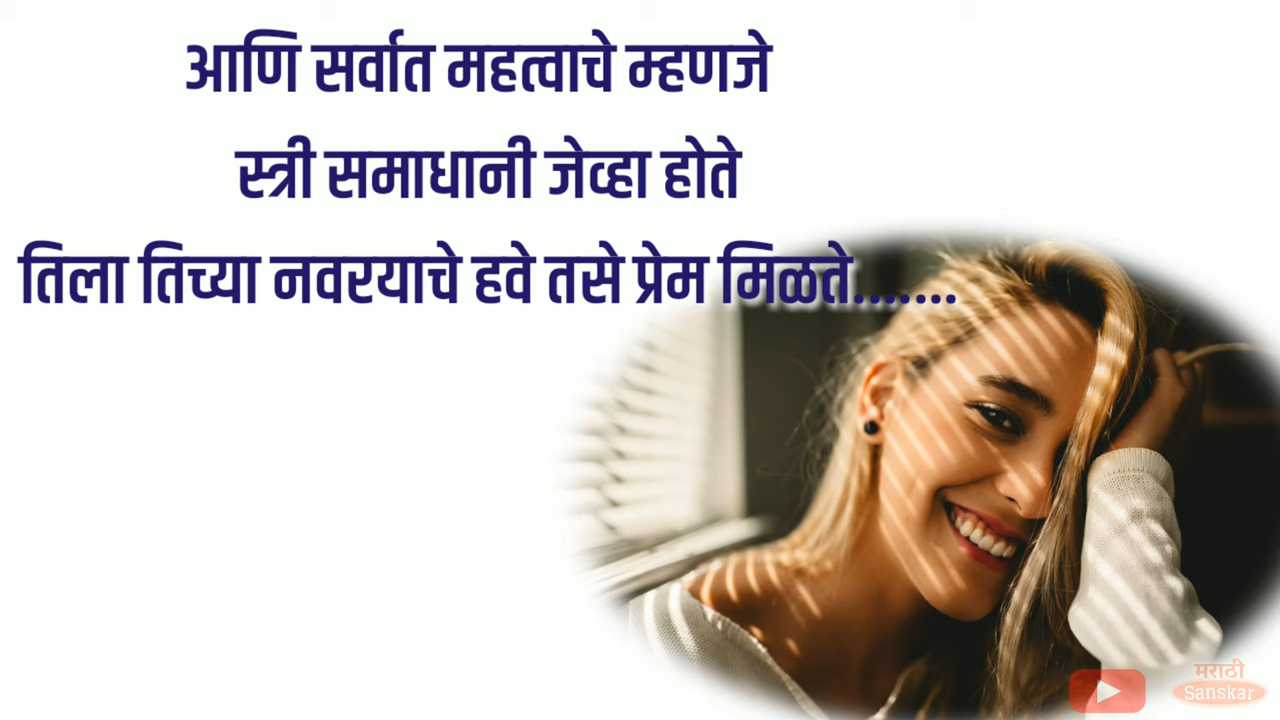 आणि सर्वात महत्वाचे म्हणजे
स्त्री समाधानी जेव्हा होते
तिला तिच्या नवरयाचे हवे तसे प्रेम मिळते.......
मराठी
Sanskar